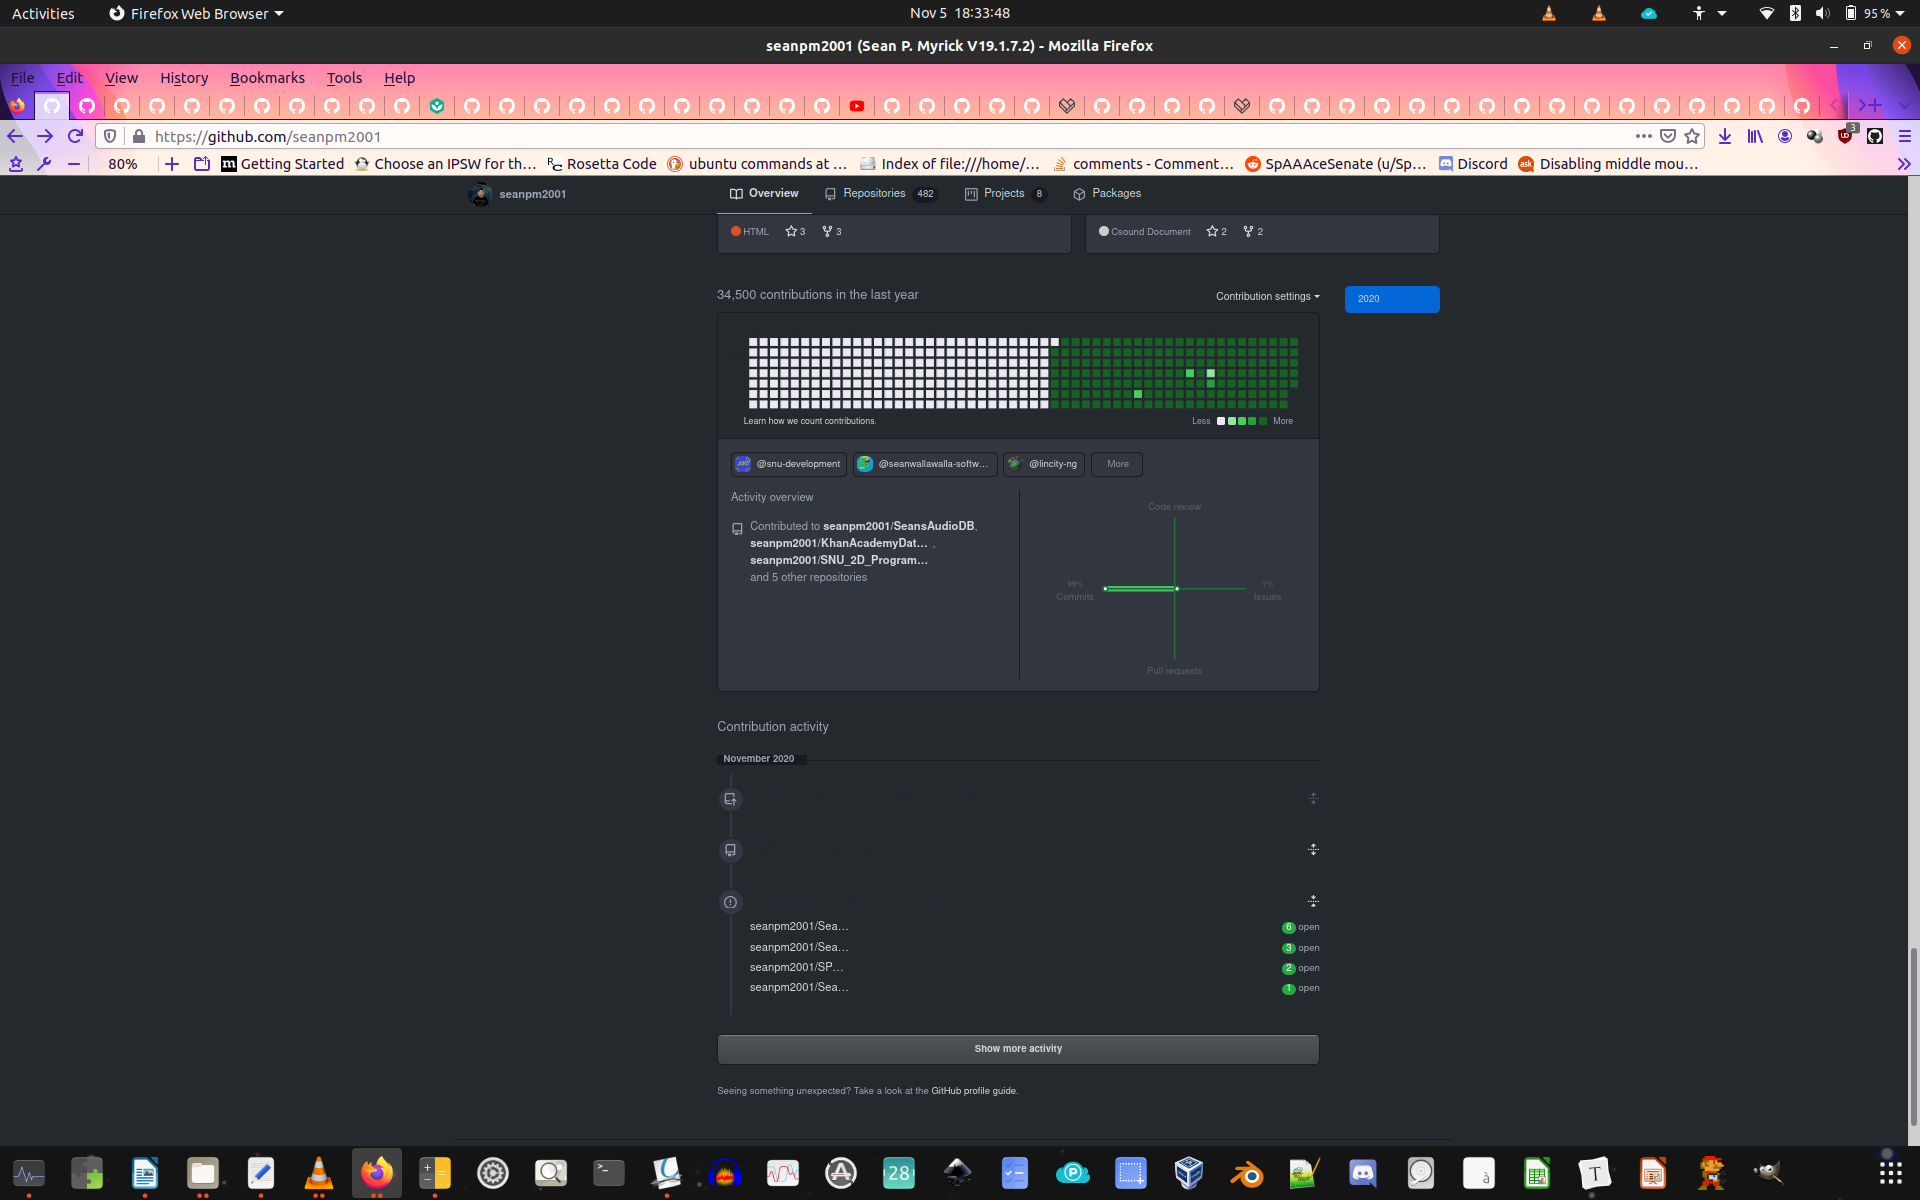 Activities
Firefox Web Browser
Nov 5 18:33:48
95 %
seanpm2001 (Sean P. Myrick V19.1.7.2) - Mozilla Firefox
File Edit View History Bookmarks Tools Help
https://github.com/seanpm2001
3
80%
Getting Started
Choose an IPSW for th…
Rosetta Code
ubuntu commands at …
Index of file:///home/…
comments - Comment…
SpAAAceSenate (u/Sp…
Discord
Disabling middle mou…
seanpm2001
Overview
Repositories 482
Projects 8
Packages
HTML 3 3
Csound Document 2 2
34,500 contributions in the last year
Contribution settings
2020
Learn how we count contributions.
Less More
@snu-development
@seanwallawalla-softw…
@lincity-ng
More
Activity overview
Contributed to seanpm2001/SeansAudioDB,
seanpm2001/KhanAcademyDat… ,
seanpm2001/SNU_2D_Program…
and 5 other repositories
Code review
99%
Commits
1%
Issues
Pull requests
Contribution activity
November 2020
seanpm2001/Sea… 6 open
seanpm2001/Sea… 3 open
seanpm2001/SP… 2 open
seanpm2001/Sea… 1 open
Show more activity
Seeing something unexpected? Take a look at the GitHub profile guide.
28